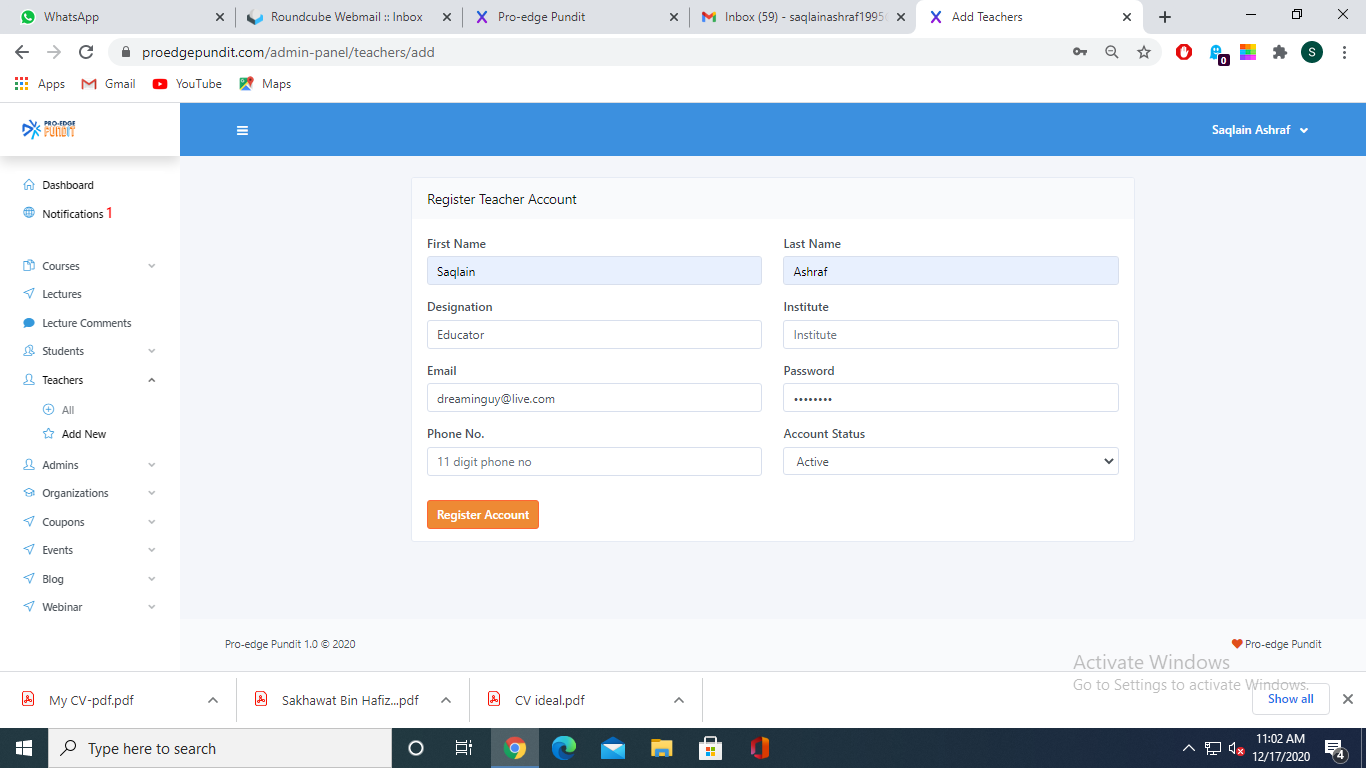 WhatsApp
Roundcube Webmail :: Inbox
Pro-edge Pundit
Inbox (59) - saqlainashraf1995
Add Teachers
proedgepundit.com/admin-panel/teachers/add
0
S
Apps
Gmail
YouTube
Maps
PRO-EDGE
PUNDIT
Saqlain Ashraf
Dashboard
Notifications 1
Courses
Lectures
Lecture Comments
Students
Teachers
All
Add New
Admins
Organizations
Coupons
Events
Blog
Webinar
Register Teacher Account
First Name
Last Name
Saqlain
Ashraf
Designation
Institute
Educator
Institute
Email
Password
dreaminguy@live.com
••••••••
Phone No.
Account Status
11 digit phone no
Active
Register Account
Pro-edge Pundit 1.0 © 2020
Pro-edge Pundit
Activate Windows
Go to Settings to activate Windows.
My CV-pdf.pdf
Sakhawat Bin Hafiz...pdf
CV ideal.pdf
Show all
Type here to search
11:02 AM
12/17/2020
4